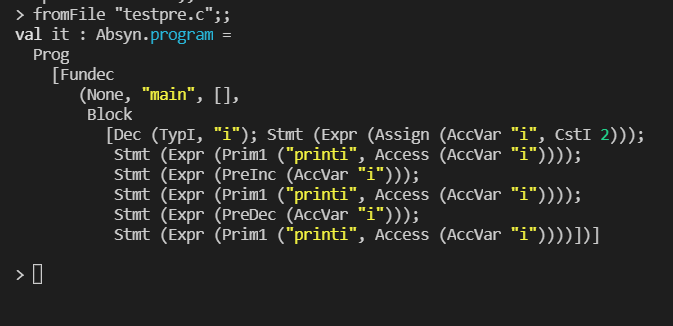 > fromFile "testpre.c";;
val it : Absyn.program =
  Prog
    [Fundec
       (None, "main", [],
        Block
          [Dec (TypI, "i"); Stmt (Expr (Assign (AccVar "i", CstI 2)));
           Stmt (Expr (Prim1 ("printi", Access (AccVar "i"))));
           Stmt (Expr (PreInc (AccVar "i")));
           Stmt (Expr (Prim1 ("printi", Access (AccVar "i"))));
           Stmt (Expr (PreDec (AccVar "i")));
           Stmt (Expr (Prim1 ("printi", Access (AccVar "i"))))])]
>